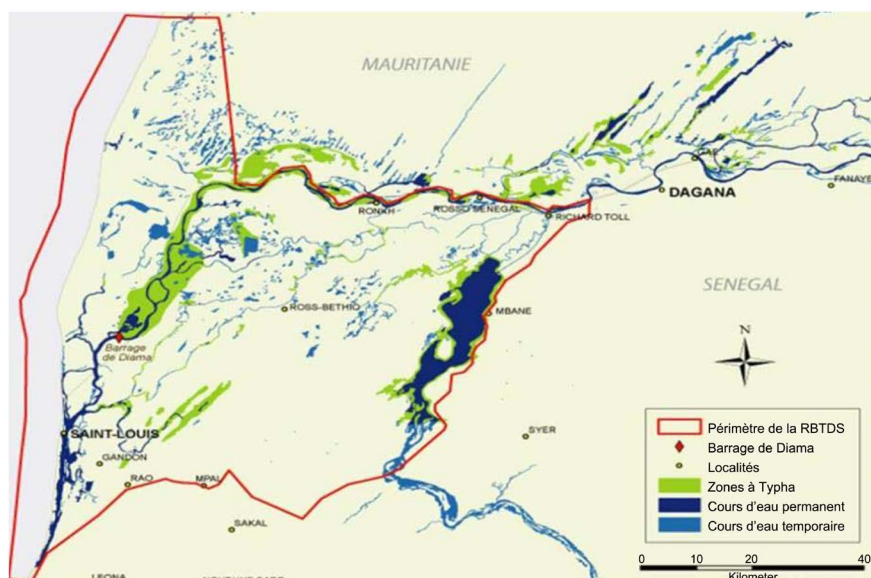 MAURITANIE
GAE
DAGANA
FANAYE
RONKH
ROSSO SENEGAL
RICHARD TOLL
SENEGAL
ROSS-BETHIO
MBANE
Barrage
de Diama
N
SAINT-LOUIS
SYER
GANDON
RAO
MPAL
SAKAL
LEONA
Périmètre de la RBTDS
Barrage de Diama
Localités
Zones à Typha
Cours d'eau permanent
Cours d'eau temporaire
0 10 20 40
Kilometer